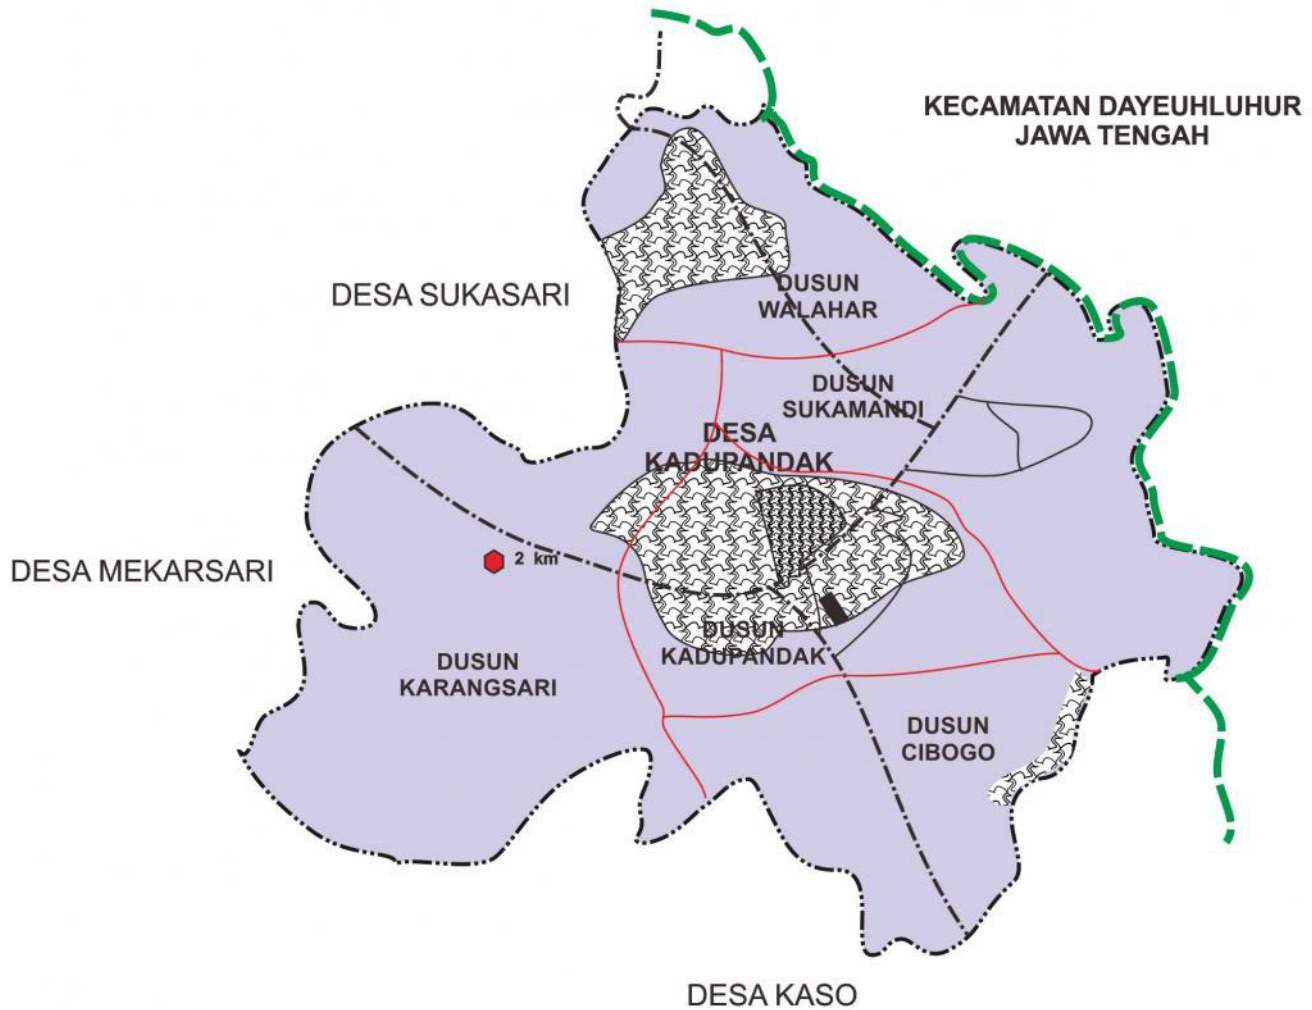 KECAMATAN DAYEUHLUHUR
JAWA TENGAH
DESA SUKASARI
DUSUN
WALAHAR
DUSUN
SUKAMANDI
DESA
KADUPANDAK
DESA MEKARSARI
2 km
DUSUN
KADUPANDAK
DUSUN
KARANGSARI
DUSUN
CIBOGO
DESA KASO